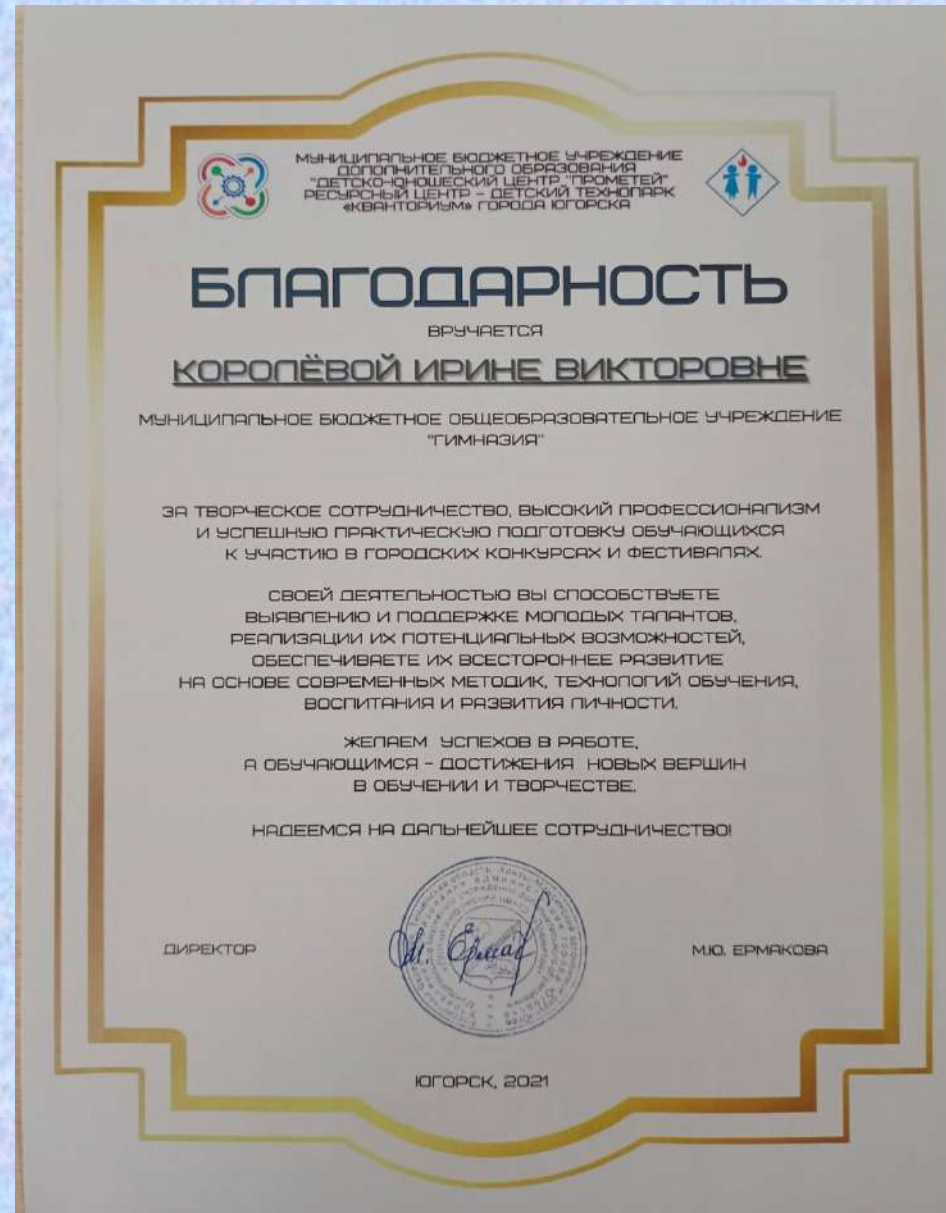 МУНИЦИПАЛЬНОЕ БЮДЖЕТНОЕ УЧРЕЖДЕНИЕ
ДОПОЛНИТЕЛЬНОГО ОБРАЗОВАНИЯ
"ДЕТСКО-ЮНОШЕСКИЙ ЦЕНТР "ПРОМЕТЕЙ"
РЕСУРСНЫЙ ЦЕНТР - ДЕТСКИЙ ТЕХНОПАРК
«КВАНТОРИУМ» ГОРОДА ЮГОРСКА
БЛАГОДАРНОСТЬ
ВРУЧАЕТСЯ
КОРОЛЁВОЙ ИРИНЕ ВИКТОРОВНЕ
МУНИЦИПАЛЬНОЕ БЮДЖЕТНОЕ ОБЩЕОБРАЗОВАТЕЛЬНОЕ УЧРЕЖДЕНИЕ
"ГИМНАЗИЯ"
ЗА ТВОРЧЕСКОЕ СОТРУДНИЧЕСТВО, ВЫСОКИЙ ПРОФЕССИОНАЛИЗМ
И УСПЕШНУЮ ПРАКТИЧЕСКУЮ ПОДГОТОВКУ ОБУЧАЮЩИХСЯ
К УЧАСТИЮ В ГОРОДСКИХ КОНКУРСАХ И ФЕСТИВАЛЯХ.
СВОЕЙ ДЕЯТЕЛЬНОСТЬЮ ВЫ СПОСОБСТВУЕТЕ
ВЫЯВЛЕНИЮ И ПОДДЕРЖКЕ МОЛОДЫХ ТАЛАНТОВ,
РЕАЛИЗАЦИИ ИХ ПОТЕНЦИАЛЬНЫХ ВОЗМОЖНОСТЕЙ,
ОБЕСПЕЧИВАЕТЕ ИХ ВСЕСТОРОННЕЕ РАЗВИТИЕ
НА ОСНОВЕ СОВРЕМЕННЫХ МЕТОДИК, ТЕХНОЛОГИЙ ОБУЧЕНИЯ,
ВОСПИТАНИЯ И РАЗВИТИЯ ЛИЧНОСТИ.
ЖЕЛАЕМ УСПЕХОВ В РАБОТЕ,
А ОБУЧАЮЩИМСЯ - ДОСТИЖЕНИЯ НОВЫХ ВЕРШИН
В ОБУЧЕНИИ И ТВОРЧЕСТВЕ.
НАДЕЕМСЯ НА ДАЛЬНЕЙШЕЕ СОТРУДНИЧЕСТВО!
ДИРЕКТОР
М.Ю. ЕРМАКОВА
ЮГОРСК, 2021